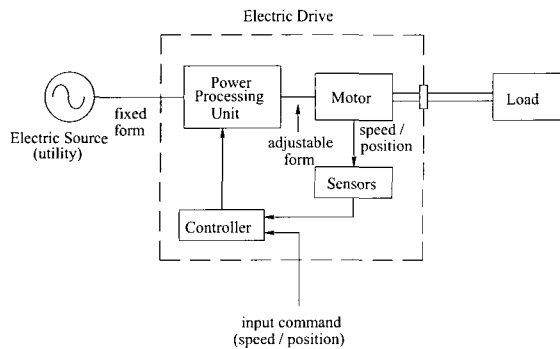 Electric Drive
Power
Processing
Unit
Motor
Load
fixed
form
Electric Source
(utility)
adjustable
form
speed /
position
Sensors
Controller
input command
(speed / position)